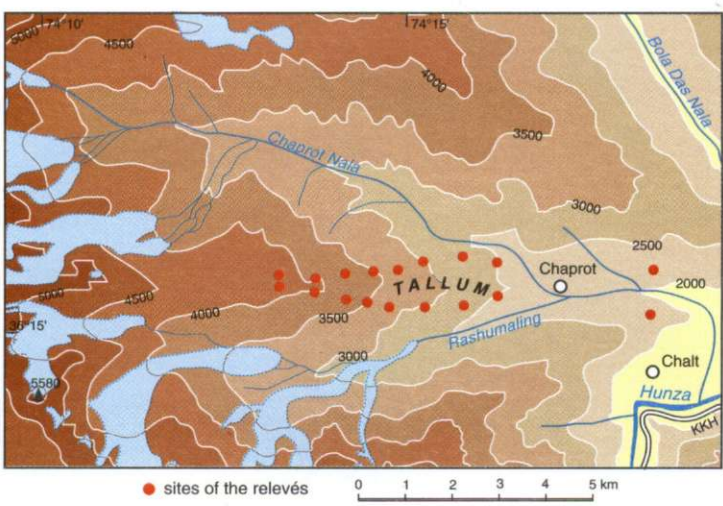 74°10'
74°15'
5000
4500
4000
Bola Das Nala
3500
Chaprot Nala
3000
2500
Chaprot
TALLUM
2000
5000
4500
4000
3500
36°15'
Rashumaling
3000
Chalt
5580
Hunza
KKH
sites of the relevés
0 1 2 3 4 5 km